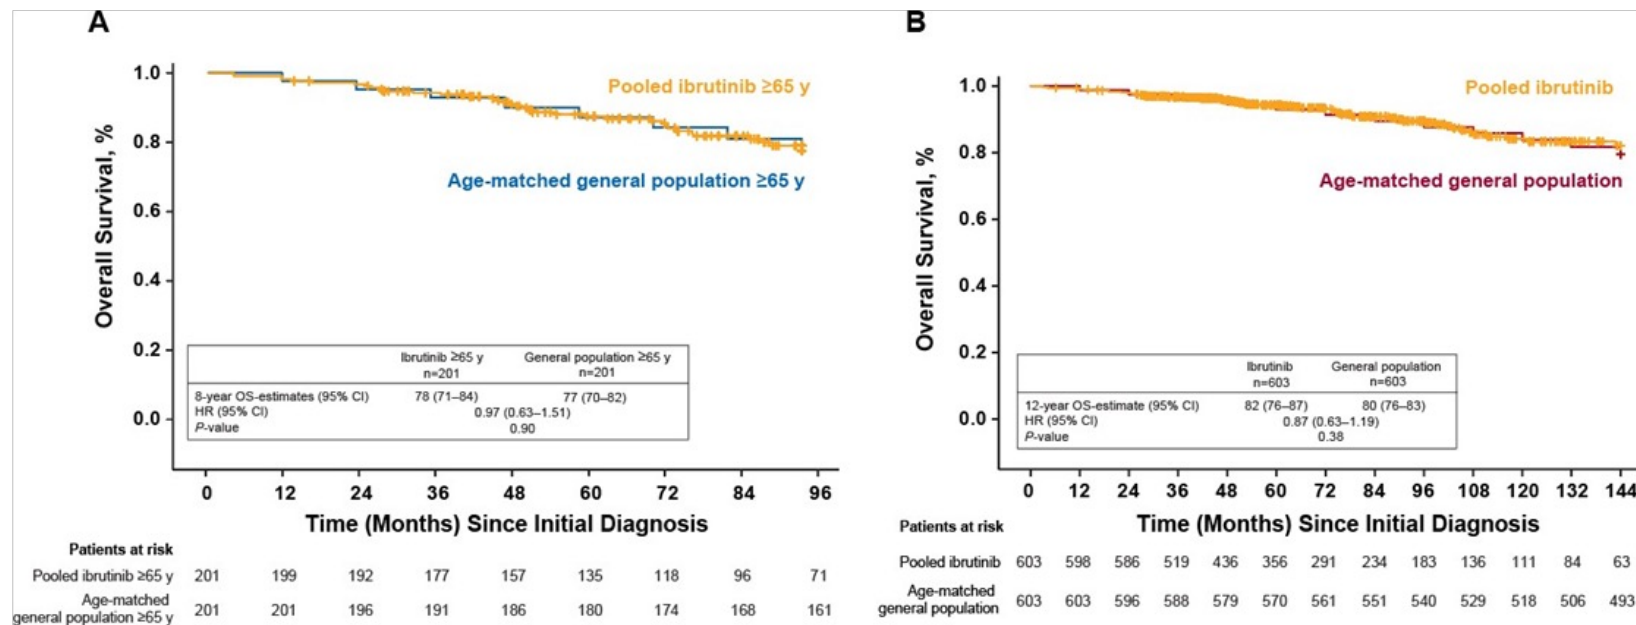 A
1.0
0.8
0.6
0.4
0.2
0.0
Overall Survival, %
Pooled ibrutinib ≥65 y
Age-matched general population ≥65 y
Ibrutinib ≥65 y General population ≥65 y
n=201 n=201
8-year OS-estimates (95% CI) 78 (71–84) 77 (70–82)
HR (95% CI) 0.97 (0.63–1.51)
P-value 0.90
0 12 24 36 48 60 72 84 96
Time (Months) Since Initial Diagnosis
Patients at risk
Pooled ibrutinib ≥65 y 201 199 192 177 157 135 118 96 71
Age-matched
general population ≥65 y 201 201 196 191 186 180 174 168 161
B
1.0
0.8
0.6
0.4
0.2
0.0
Overall Survival, %
Pooled ibrutinib
Age-matched general population
Ibrutinib General population
n=603 n=603
12-year OS-estimate (95% CI) 82 (76–87) 80 (76–83)
HR (95% CI) 0.87 (0.63–1.19)
P-value 0.38
0 12 24 36 48 60 72 84 96 108 120 132 144
Time (Months) Since Initial Diagnosis
Patients at risk
Pooled ibrutinib 603 598 586 519 436 356 291 234 183 136 111 84 63
Age-matched
general population 603 603 596 588 579 570 561 551 540 529 518 506 493